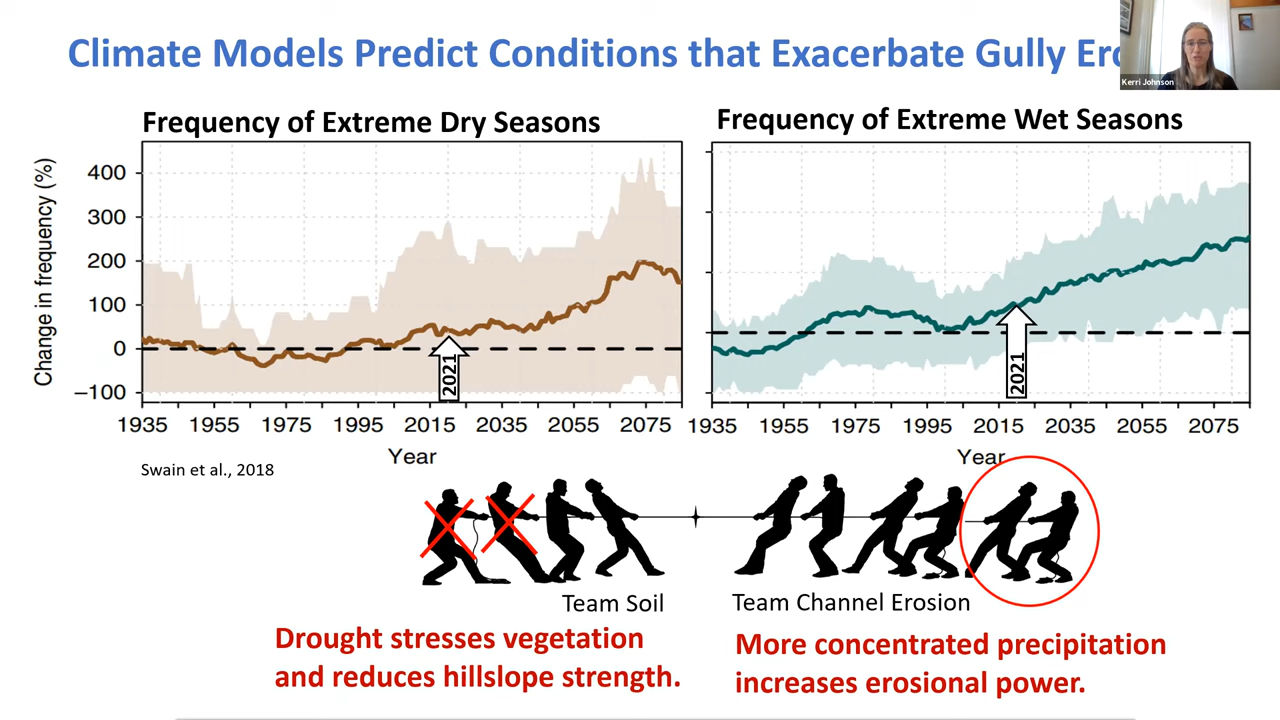 Climate Models Predict Conditions that Exacerbate Gully
Kerri Johnson
Frequency of Extreme Dry Seasons
Frequency of Extreme Wet Seasons
Change in frequency (%)
400
300
200
100
0
−100
2021
2021
1935 1955 1975 1995 2015 2035 2055 2075
1935 1955 1975 1995 2015 2035 2055 2075
Year
Year
Swain et al., 2018
Team Soil
Team Channel Erosion
Drought stresses vegetation
and reduces hillslope strength.
More concentrated precipitation
increases erosional power.